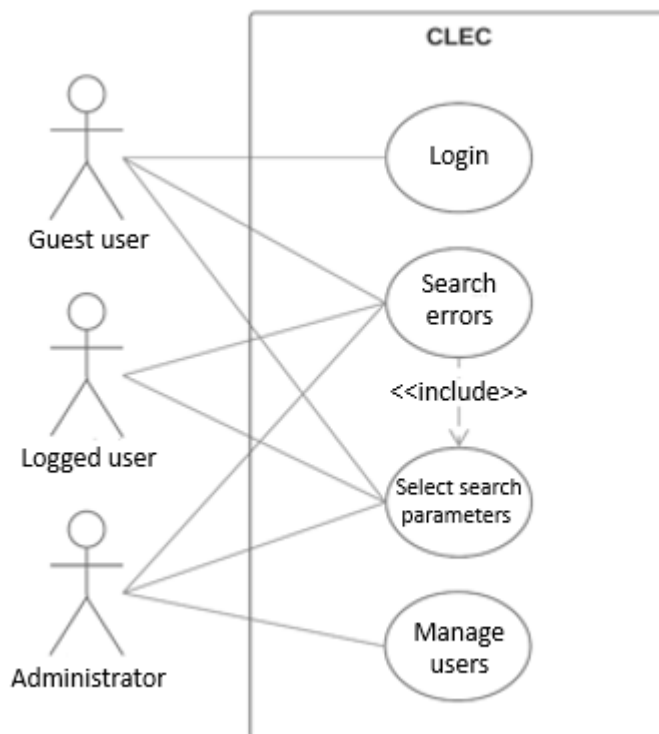 CLEC
Login
Guest user
Search
errors
<<include>>
Logged user
Select search
parameters
Manage
users
Administrator